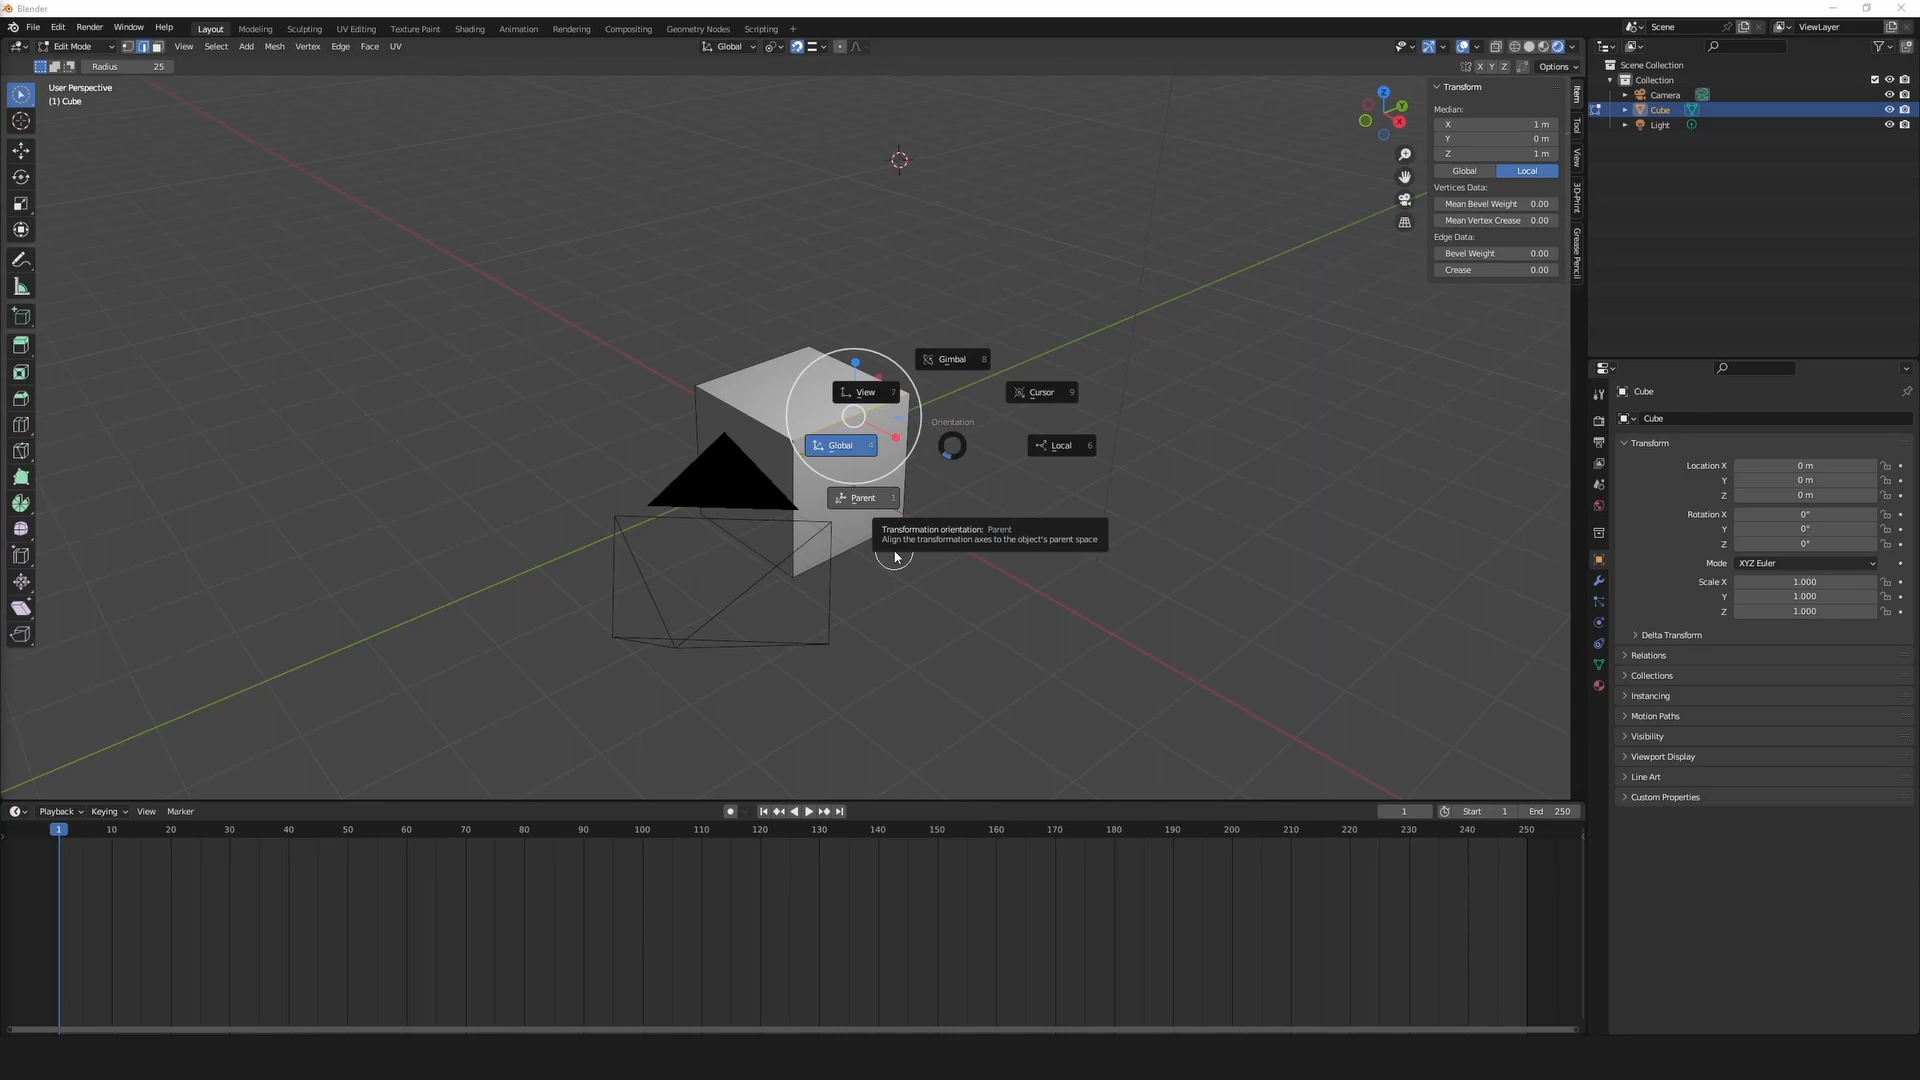 Blender
File Edit Render Window Help
Layout Modeling Sculpting UV Editing Texture Paint Shading Animation Rendering Compositing Geometry Nodes Scripting +
Scene
ViewLayer
Edit Mode View Select Add Mesh Vertex Edge Face UV
Global
Radius 25
X Y Z
Options
User Perspective
(1) Cube
Z
Y
X
Transform
Median:
X 1 m
Y 0 m
Z 1 m
Global Local
Vertices Data:
Mean Bevel Weight 0.00
Mean Vertex Crease 0.00
Edge Data:
Bevel Weight 0.00
Crease 0.00
Item
Tool
View
3D-Print
Grease Pencil
Scene Collection
Collection
Camera
Cube
Light
Gimbal 8
View 7
Cursor 9
Orientation
Global 4
Local 6
Parent 1
Transformation orientation: Parent
Align the transformation axes to the object's parent space
Cube
Cube
Transform
Location X 0 m
Y 0 m
Z 0 m
Rotation X 0°
Y 0°
Z 0°
Mode XYZ Euler
Scale X 1.000
Y 1.000
Z 1.000
Delta Transform
Relations
Collections
Instancing
Motion Paths
Visibility
Viewport Display
Line Art
Custom Properties
Playback Keying View Marker
1
Start 1
End 250
1 10 20 30 40 50 60 70 80 90 100 110 120 130 140 150 160 170 180 190 200 210 220 230 240 250